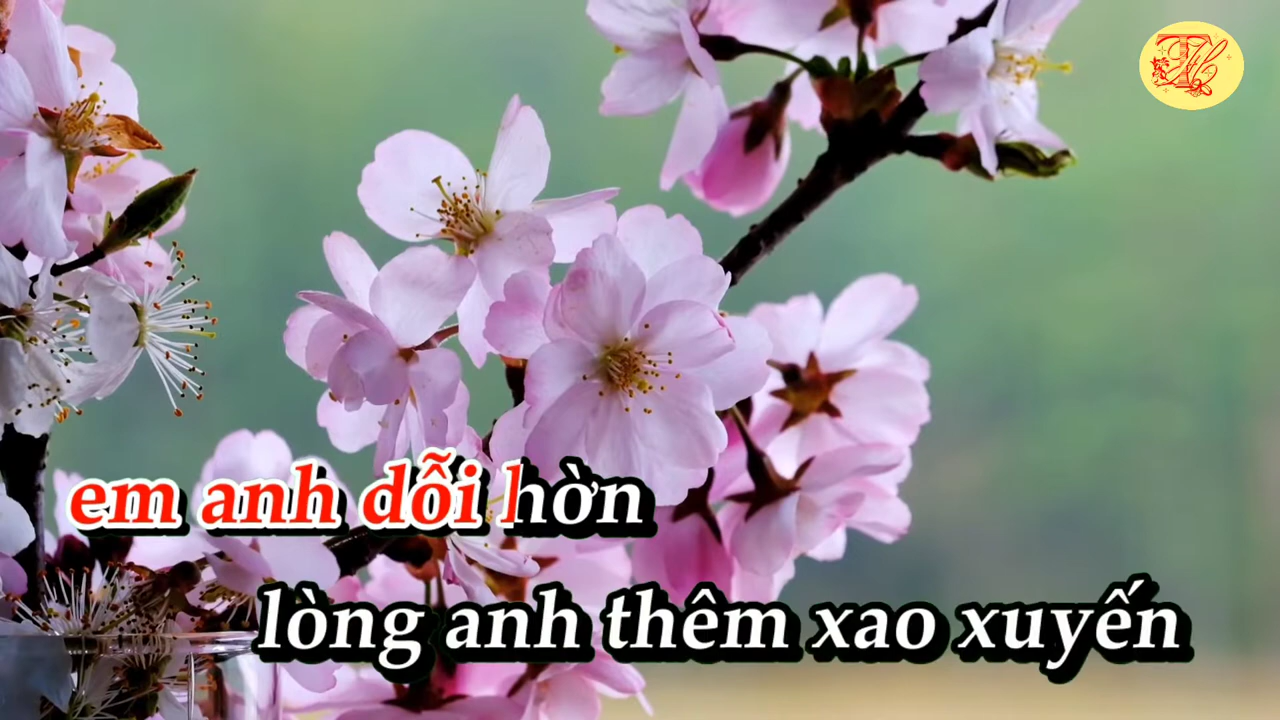 em anh dỗi hờn
lòng anh thêm xao xuyến